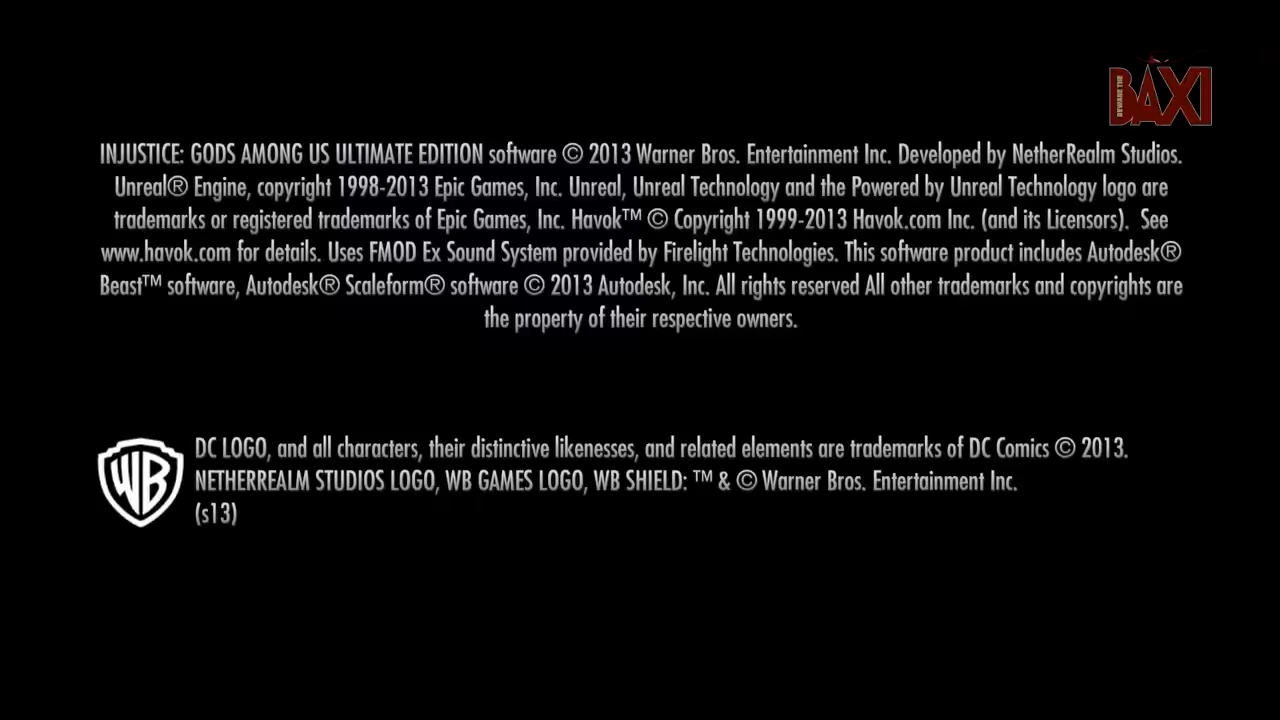 BEWARE THE
BAXI
INJUSTICE: GODS AMONG US ULTIMATE EDITION software © 2013 Warner Bros. Entertainment Inc. Developed by NetherRealm Studios.
Unreal® Engine, copyright 1998-2013 Epic Games, Inc. Unreal, Unreal Technology and the Powered by Unreal Technology logo are
trademarks or registered trademarks of Epic Games, Inc. Havok™ © Copyright 1999-2013 Havok.com Inc. (and its Licensors). See
www.havok.com for details. Uses FMOD Ex Sound System provided by Firelight Technologies. This software product includes Autodesk®
Beast™ software, Autodesk® Scaleform® software © 2013 Autodesk, Inc. All rights reserved All other trademarks and copyrights are
the property of their respective owners.
WB
DC LOGO, and all characters, their distinctive likenesses, and related elements are trademarks of DC Comics © 2013.
NETHERREALM STUDIOS LOGO, WB GAMES LOGO, WB SHIELD: ™ & © Warner Bros. Entertainment Inc.
(s13)